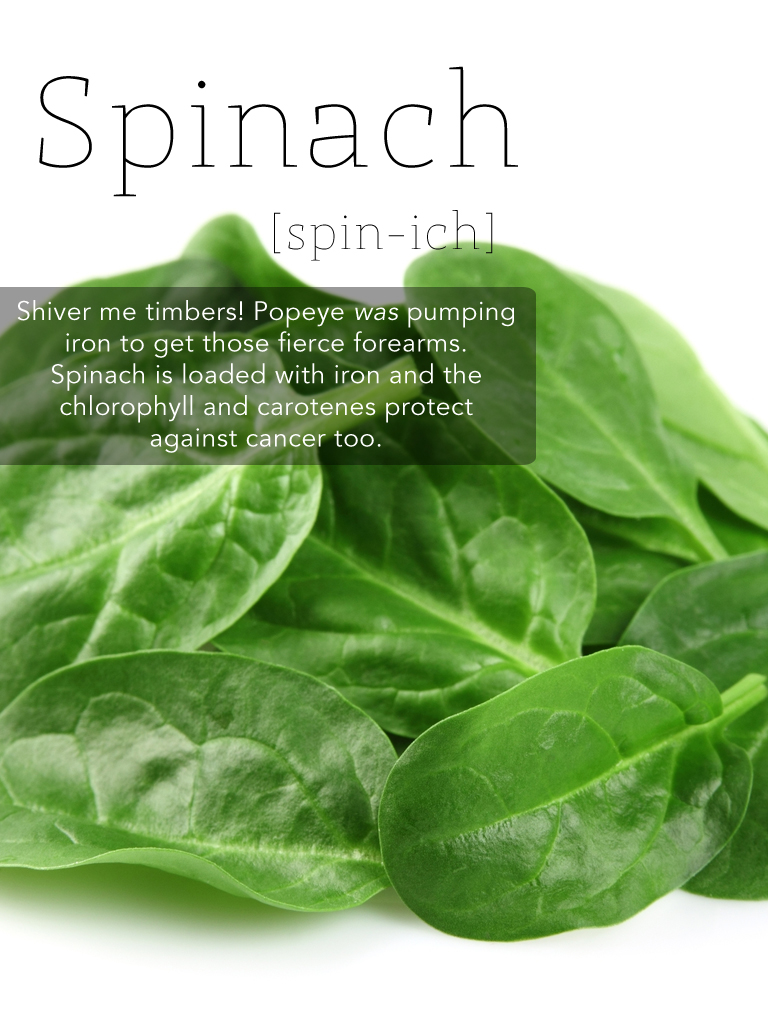 Spinach
[spin-ich]
Shiver me timbers! Popeye was pumping
iron to get those fierce forearms.
Spinach is loaded with iron and the
chlorophyll and carotenes protect
against cancer too.